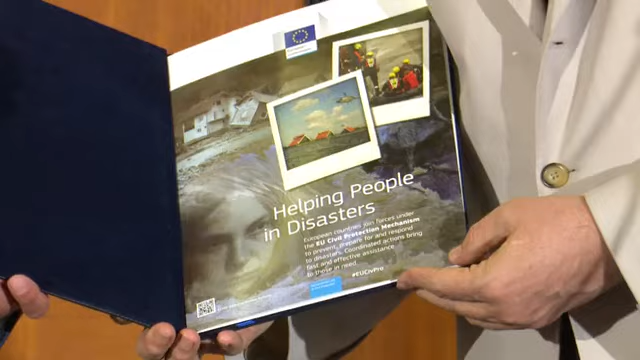 Helping People
in Disasters
European countries join forces under
the EU Civil Protection Mechanism
to prevent, prepare for and respond
to disasters. Coordinated actions bring
fast and effective assistance
to those in need.
#EUCivPro